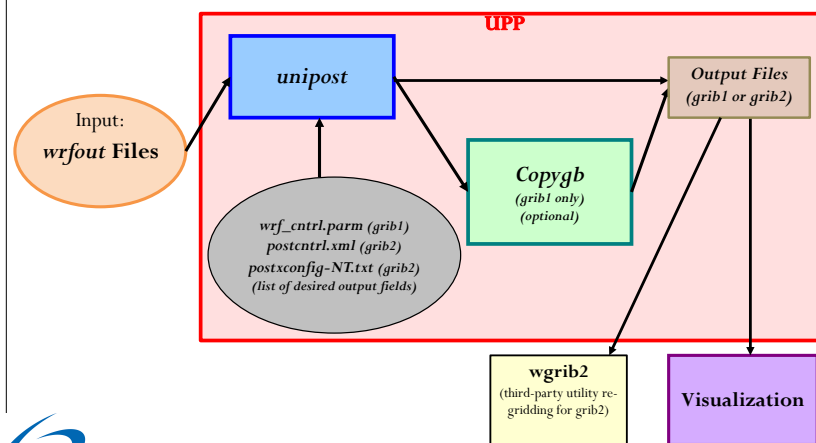 UPP
unipost
Output Files
(grib1 or grib2)
Input:
wrfout Files
Copygb
(grib1 only)
(optional)
wrf_cntrl.parm (grib1)
postcntrl.xml (grib2)
postxconfig-NT.txt (grib2)
(list of desired output fields)
wgrib2
(third-party utility re-
gridding for grib2)
Visualization